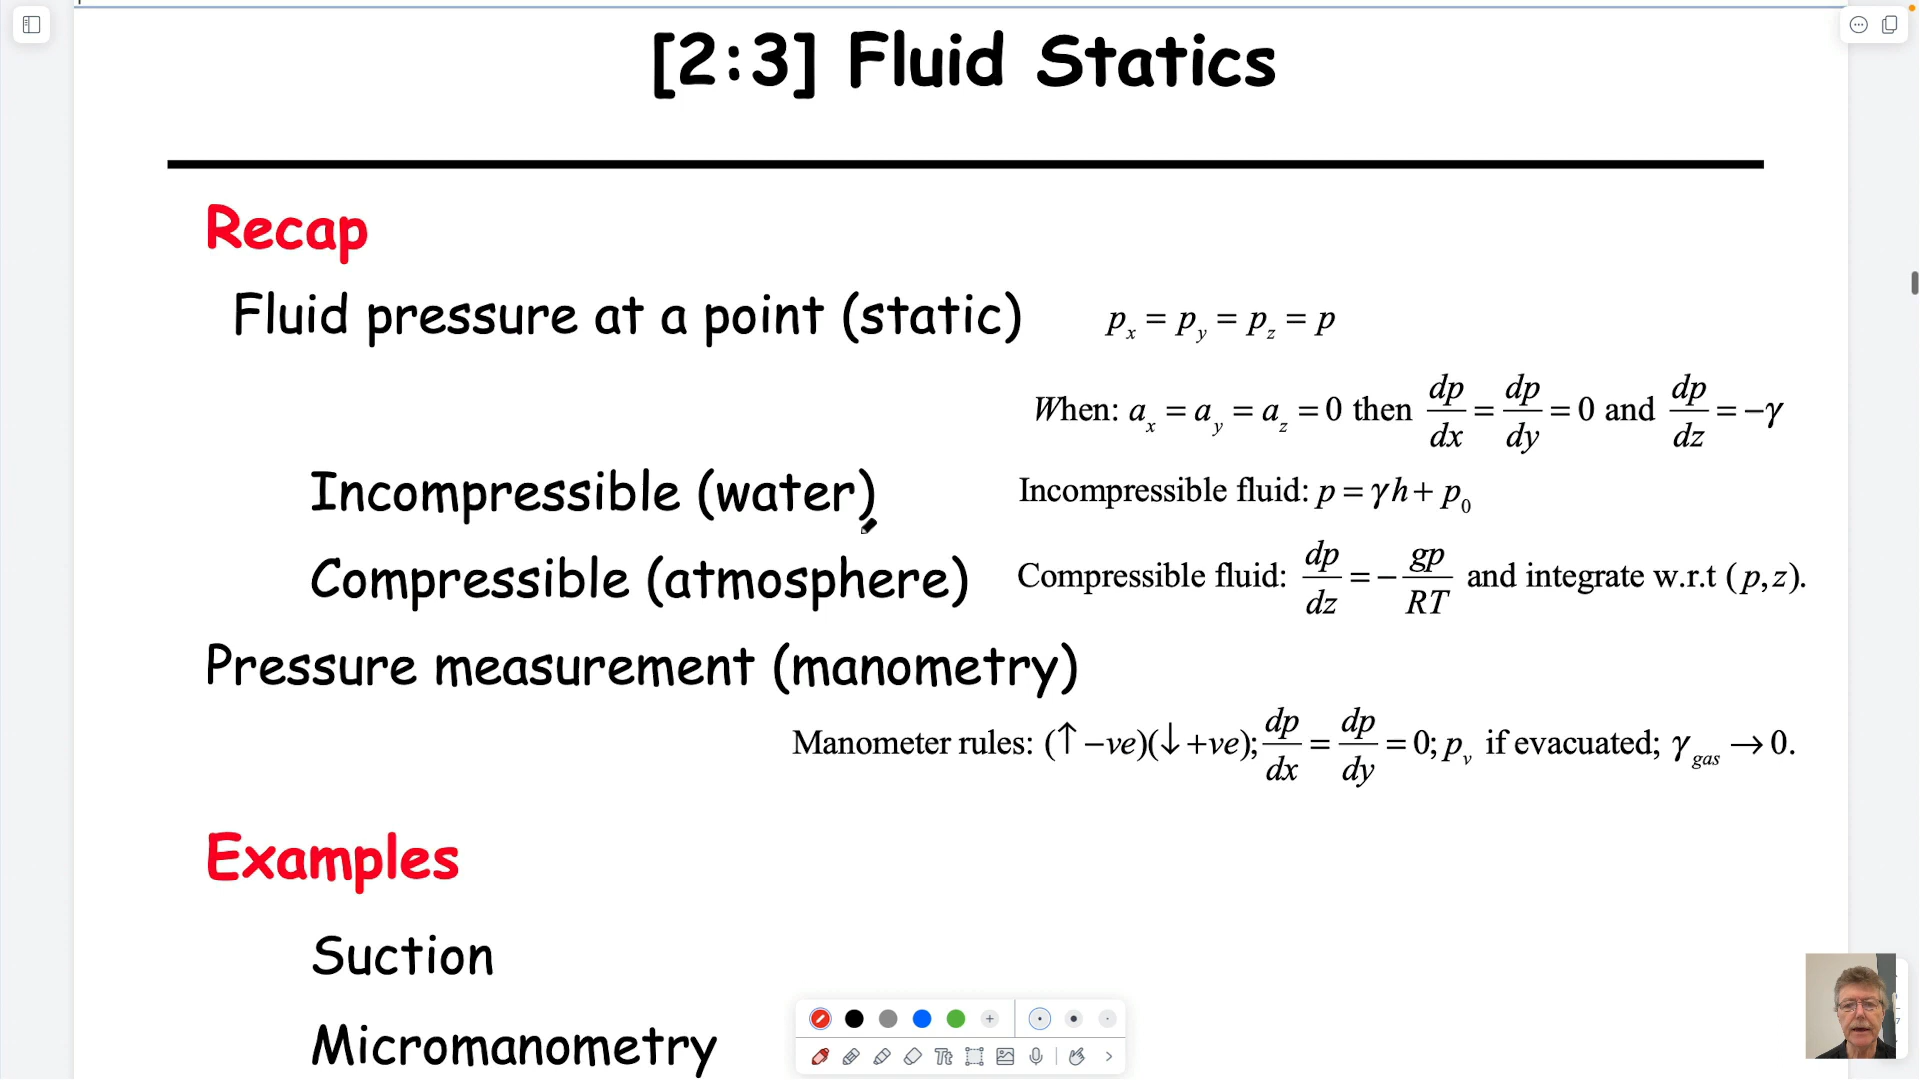 [2:3] Fluid Statics
Recap
Fluid pressure at a point (static) p_x = p_y = p_z = p
When: a_x = a_y = a_z = 0 then dp/dx = dp/dy = 0 and dp/dz = −γ
Incompressible (water) Incompressible fluid: p = γh + p_0
Compressible (atmosphere) Compressible fluid: dp/dz = − gp/RT and integrate w.r.t (p,z).
Pressure measurement (manometry)
Manometer rules: (↑ −ve)(↓ +ve); dp/dx = dp/dy = 0; p_v if evacuated; γ_gas → 0.
Examples
Suction
Micromanometry
Tt